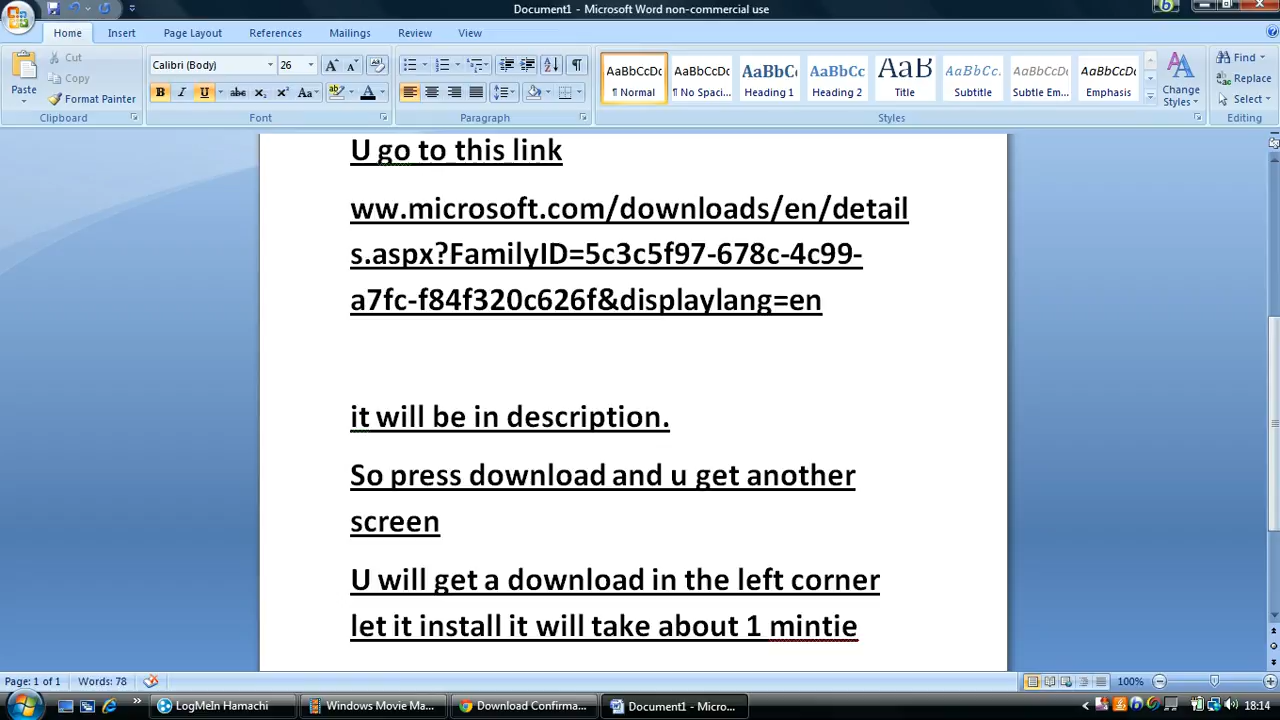 Document1 - Microsoft Word non-commercial use
Home Insert Page Layout References Mailings Review View
Paste
Cut
Copy
Format Painter
Clipboard
Calibri (Body) 26
Font
Paragraph
AaBbCcDc AaBbCcDc AaBbCc AaBbCc AaB AaBbCc. AaBbCcDc AaBbCcDc
¶ Normal ¶ No Spaci... Heading 1 Heading 2 Title Subtitle Subtle Em... Emphasis
Change
Styles
Styles
Find
Replace
Select
Editing
U go to this link
ww.microsoft.com/downloads/en/detail
s.aspx?FamilyID=5c3c5f97-678c-4c99-
a7fc-f84f320c626f&displaylang=en
it will be in description.
So press download and u get another
screen
U will get a download in the left corner
let it install it will take about 1 mintie
Page: 1 of 1 Words: 78 100%
LogMeIn Hamachi Windows Movie Ma... Download Confirma... Document1 - Micro... 18:14